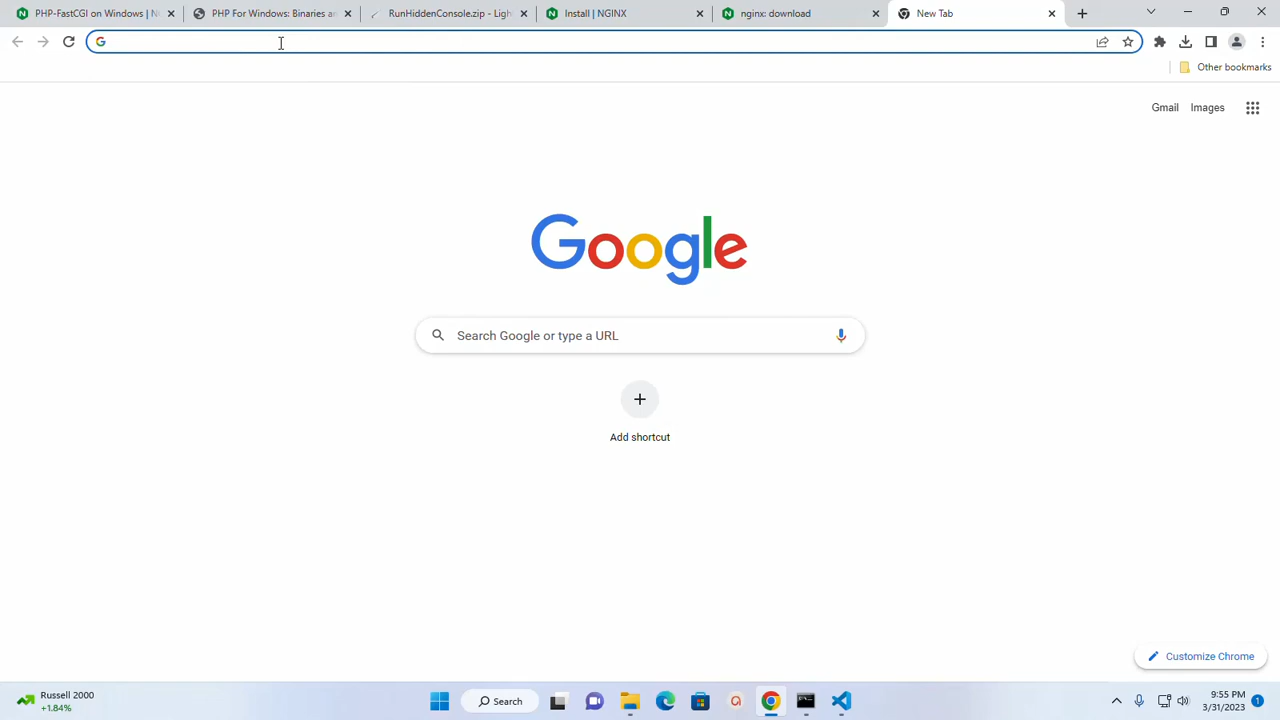 PHP-FastCGI on Windows | N
PHP For Windows: Binaries a
RunHiddenConsole.zip - Ligh
Install | NGINX
nginx: download
New Tab
Other bookmarks
Gmail
Images
Google
Search Google or type a URL
Add shortcut
Customize Chrome
Russell 2000
+1.84%
Search
9:55 PM
3/31/2023
1